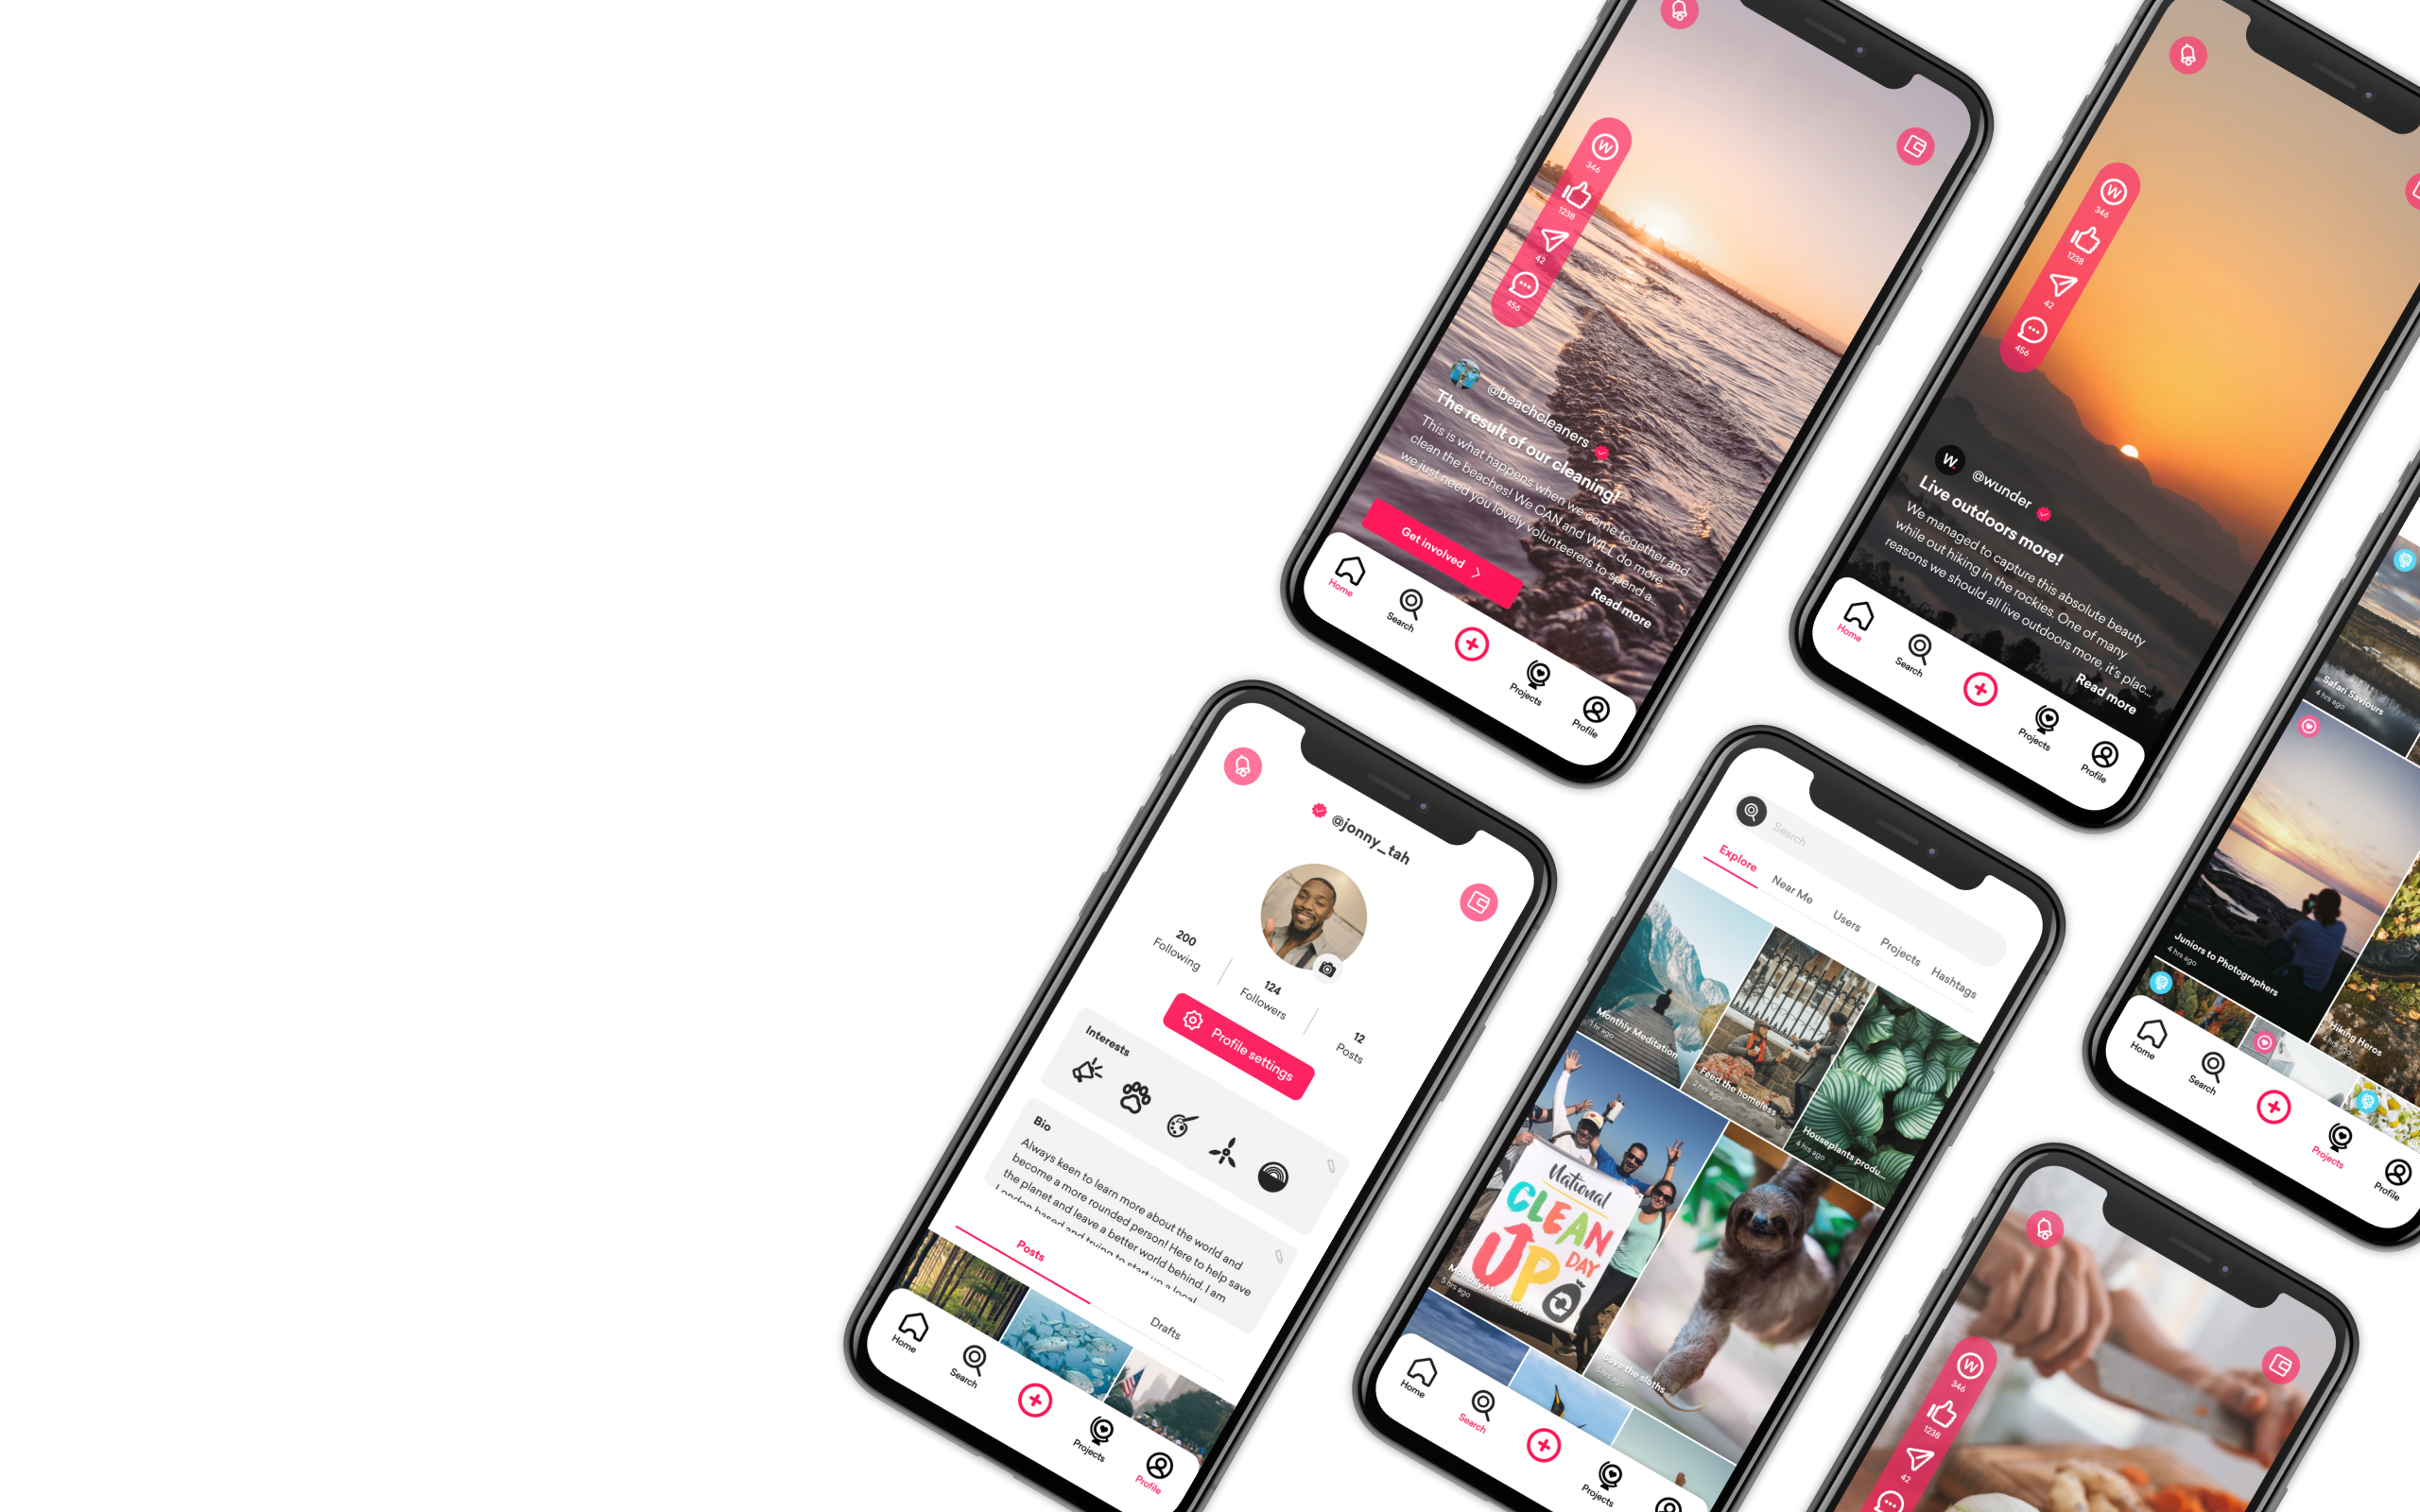 W
346
1238
42
456
@beachcleaners
The result of our cleaning!
This is what happens when we come together and
clean the beaches! We CAN and WILL do more
we just need you lovely volunteerers to spend a...
Read more
Get involved
Home
Search
Projects
Profile
W
346
1238
42
456
W.
@wunder
Live outdoors more!
We managed to capture this absolute beauty
while out hiking in the rockies. One of many
reasons we should all live outdoors more, it's plac...
Read more
Home
Search
Projects
Profile
@jonny_tah
200
Following
124
Followers
12
Posts
Profile settings
Interests
Bio
Always keen to learn more about the world and
become a more rounded person! Here to help save
the planet and leave a better world behind. I am
London based and trying to start up a local
Posts
Drafts
Home
Search
Projects
Profile
Search
Explore
Near Me
Users
Projects
Hashtags
Monthly Meditation
1 hr ago
Feed the homeless
2 hrs ago
Houseplants produ...
4 hrs ago
National
CLEAN
UP
DAY
Monthly Meditation
5 hrs ago
Save the sloths
hrs ago
Home
Search
Projects
Safari Saviours
4 hrs ago
Juniors to Photographers
4 hrs ago
Hiking Heros
4 hrs ago
Home
Search
Projects
Profile
W
346
1238
42